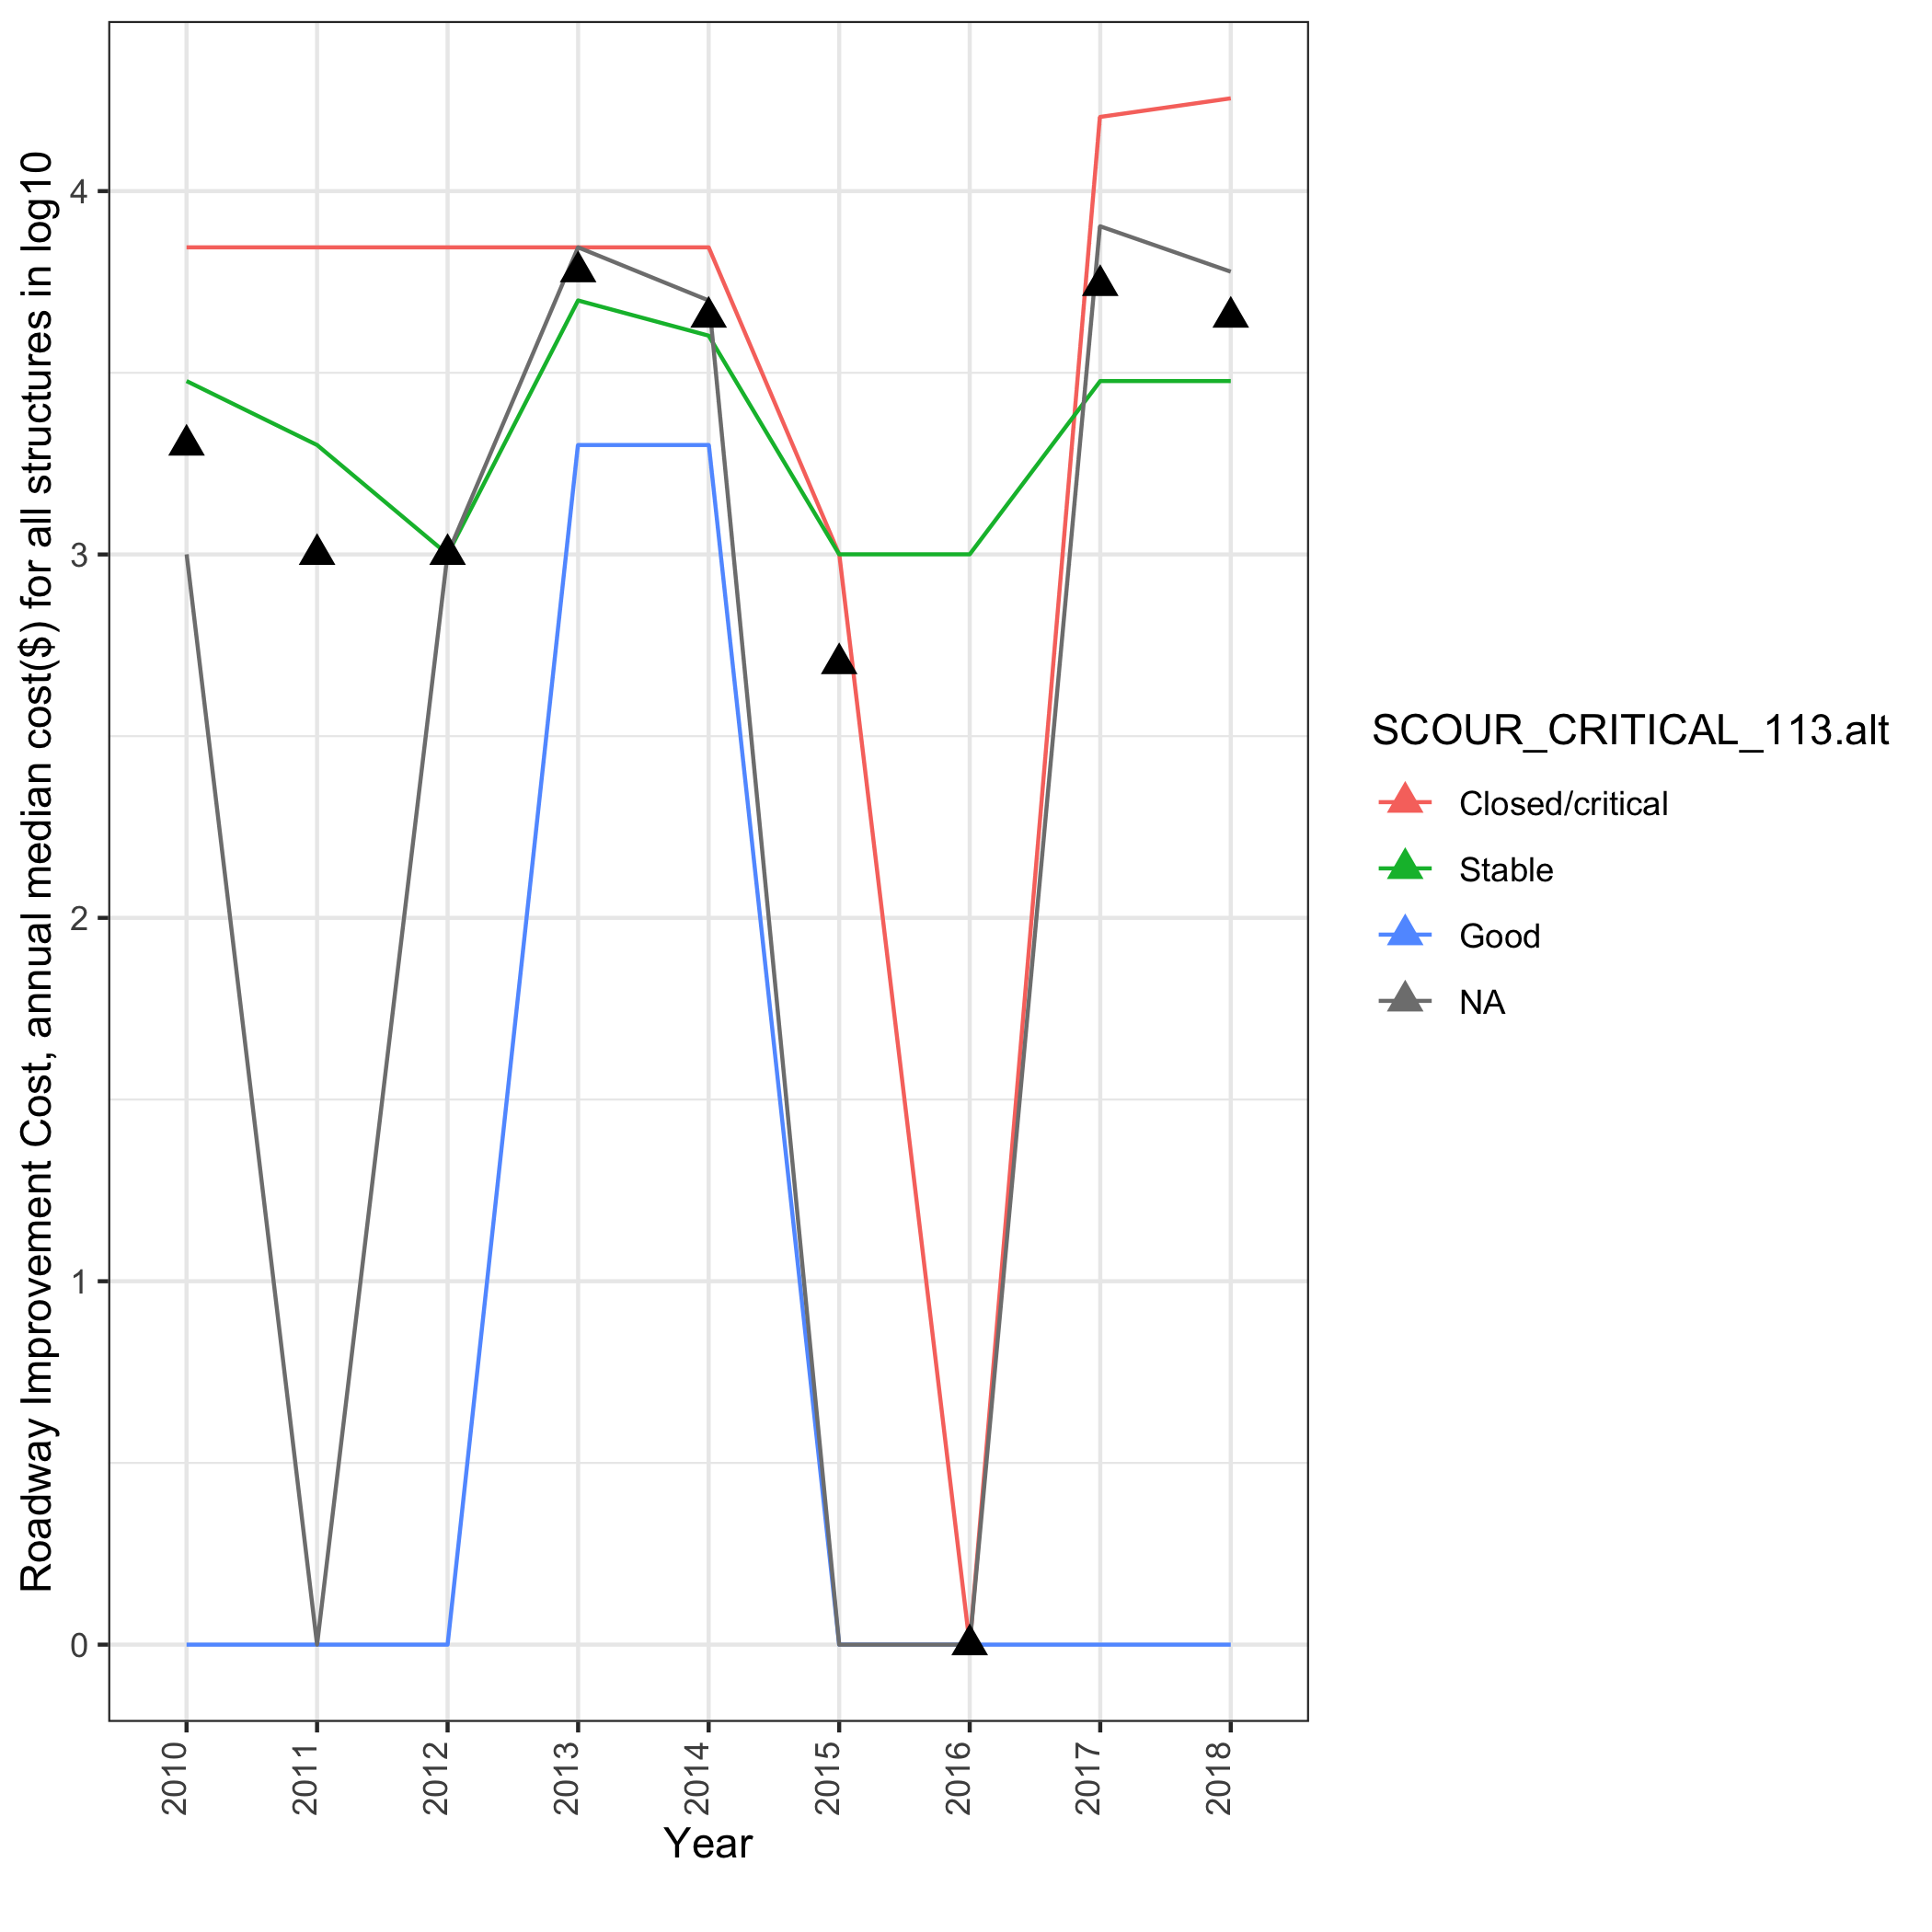 Roadway Improvement Cost, annual median cost($) for all structures in log10
4
3
2
1
0
2010
2011
2012
2013
2014
2015
2016
2017
2018
Year
SCOUR_CRITICAL_113.alt
Closed/critical
Stable
Good
NA